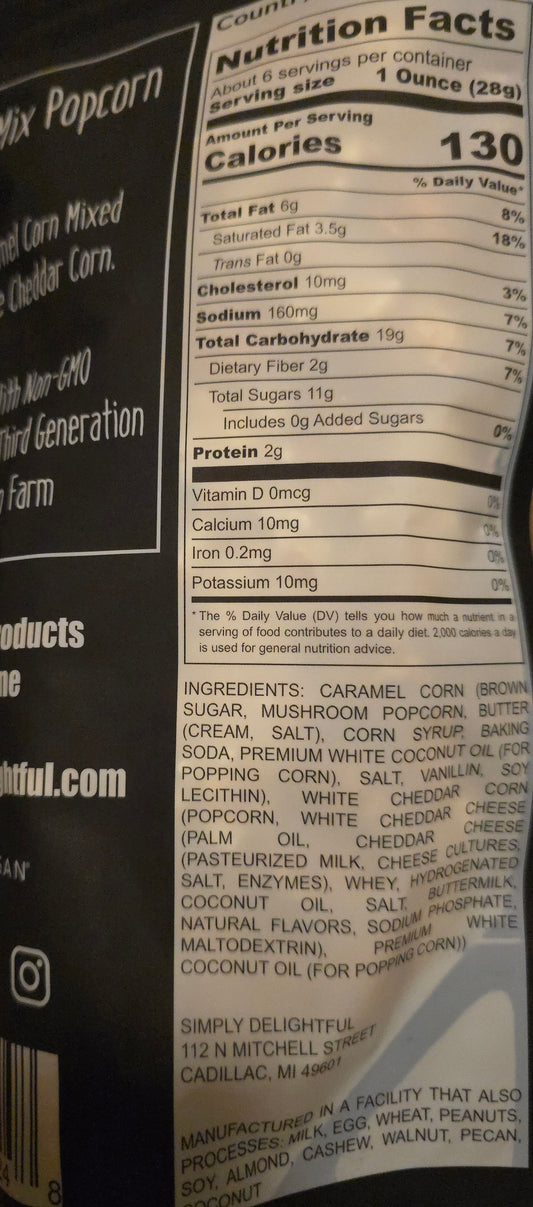 Mix Popcorn
Corn Mixed
Cheddar Corn.
Non-GMO
Third Generation
Farm
.com
Nutrition Facts
About 6 servings per container
Serving size 1 Ounce (28g)
Amount Per Serving
Calories 130
% Daily Value*
Total Fat 6g 8%
Saturated Fat 3.5g 18%
Trans Fat 0g
Cholesterol 10mg 3%
Sodium 160mg 7%
Total Carbohydrate 19g 7%
Dietary Fiber 2g 7%
Total Sugars 11g
Includes 0g Added Sugars 0%
Protein 2g
Vitamin D 0mcg 0%
Calcium 10mg 0%
Iron 0.2mg 0%
Potassium 10mg 0%
* The % Daily Value (DV) tells you how much a nutrient in a
serving of food contributes to a daily diet. 2,000 calories a day
is used for general nutrition advice.
INGREDIENTS: CARAMEL CORN (BROWN
SUGAR, MUSHROOM POPCORN, BUTTER
(CREAM, SALT), CORN SYRUP, BAKING
SODA, PREMIUM WHITE COCONUT OIL (FOR
POPPING CORN), SALT, VANILLIN, SOY
LECITHIN), WHITE CHEDDAR CORN
(POPCORN, WHITE CHEDDAR CHEESE
(PALM OIL, CHEDDAR CHEESE
(PASTEURIZED MILK, CHEESE CULTURES,
SALT, ENZYMES), WHEY, HYDROGENATED
COCONUT OIL, SALT, BUTTERMILK,
NATURAL FLAVORS, SODIUM PHOSPHATE,
MALTODEXTRIN), PREMIUM WHITE
COCONUT OIL (FOR POPPING CORN))
SIMPLY DELIGHTFUL
112 N MITCHELL STREET
CADILLAC, MI 49601
MANUFACTURED IN A FACILITY THAT ALSO
PROCESSES: MILK, EGG, WHEAT, PEANUTS,
SOY, ALMOND, CASHEW, WALNUT, PECAN,
COCONUT